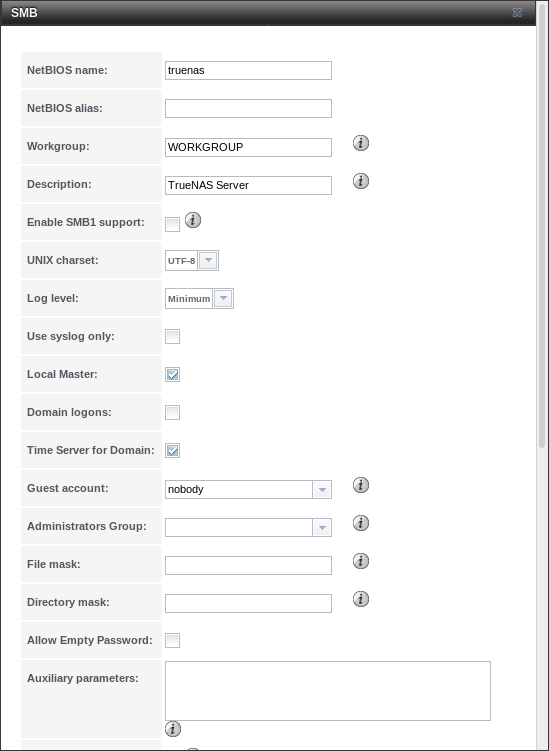 SMB
NetBIOS name: truenas
NetBIOS alias:
Workgroup: WORKGROUP
Description: TrueNAS Server
Enable SMB1 support:
UNIX charset: UTF-8
Log level: Minimum
Use syslog only:
Local Master:
Domain logons:
Time Server for Domain:
Guest account: nobody
Administrators Group:
File mask:
Directory mask:
Allow Empty Password:
Auxiliary parameters: